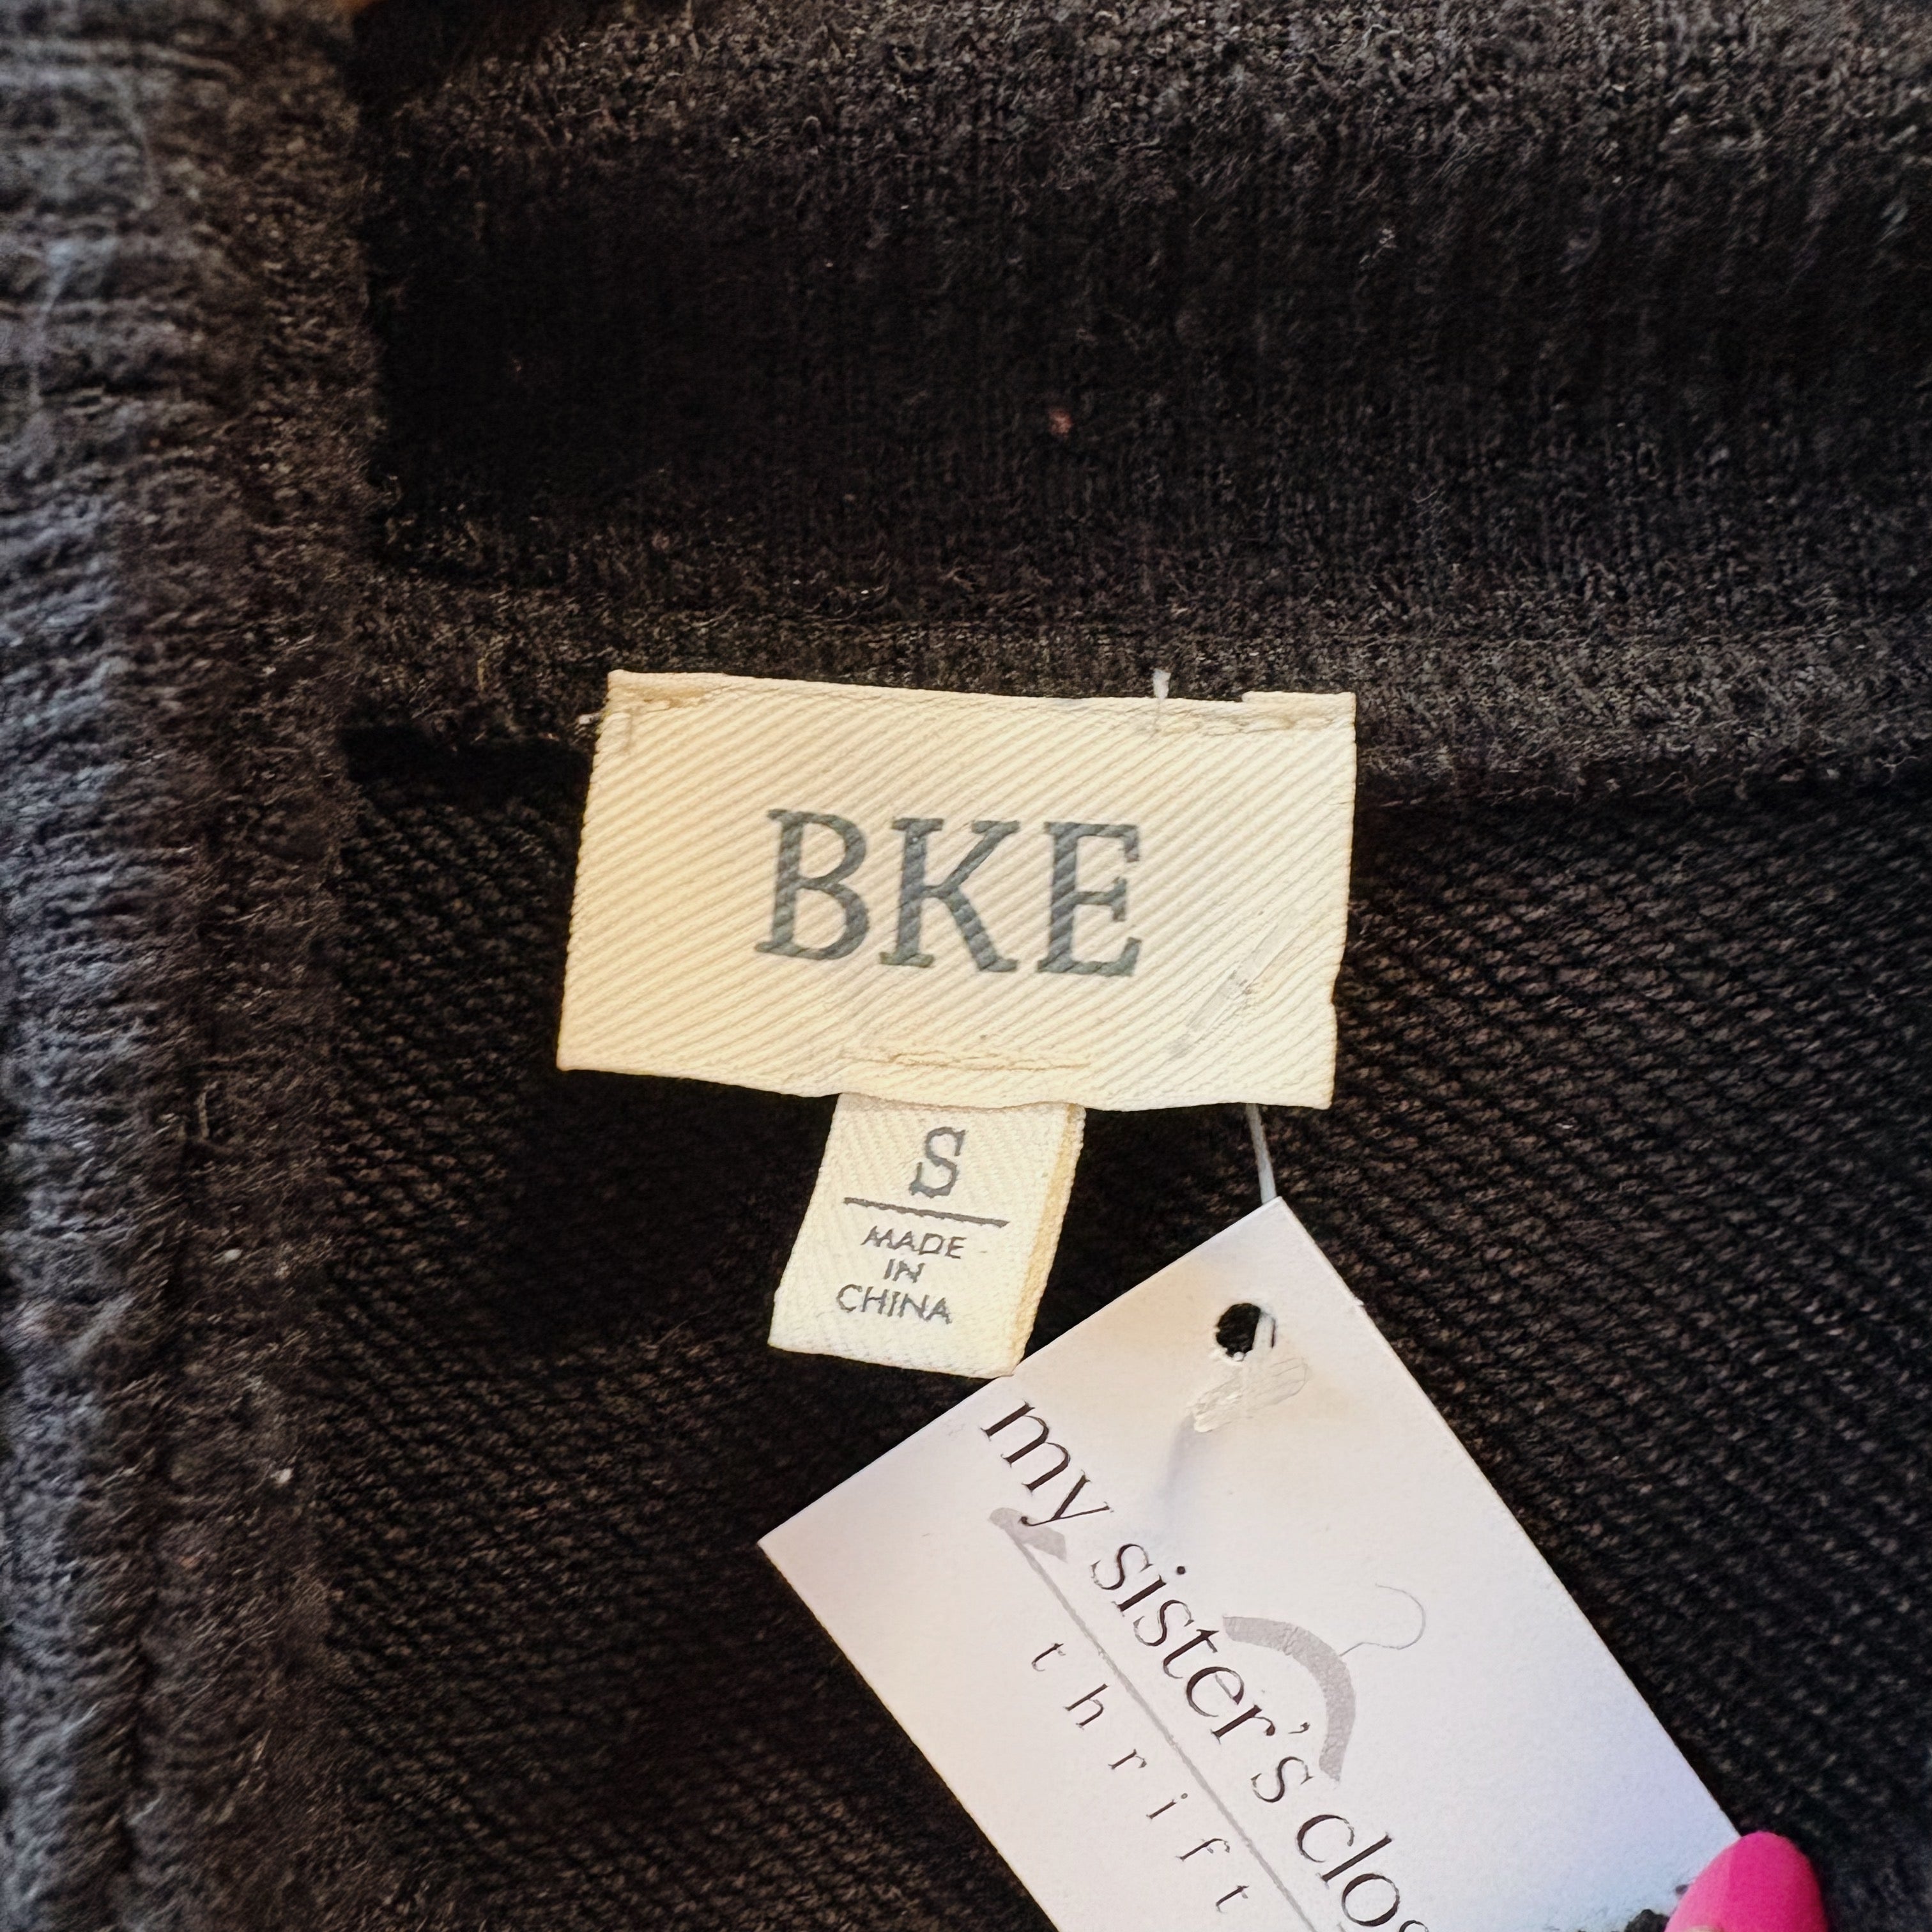 BKE
S
MADE
IN
CHINA
my sister's clos
thrift